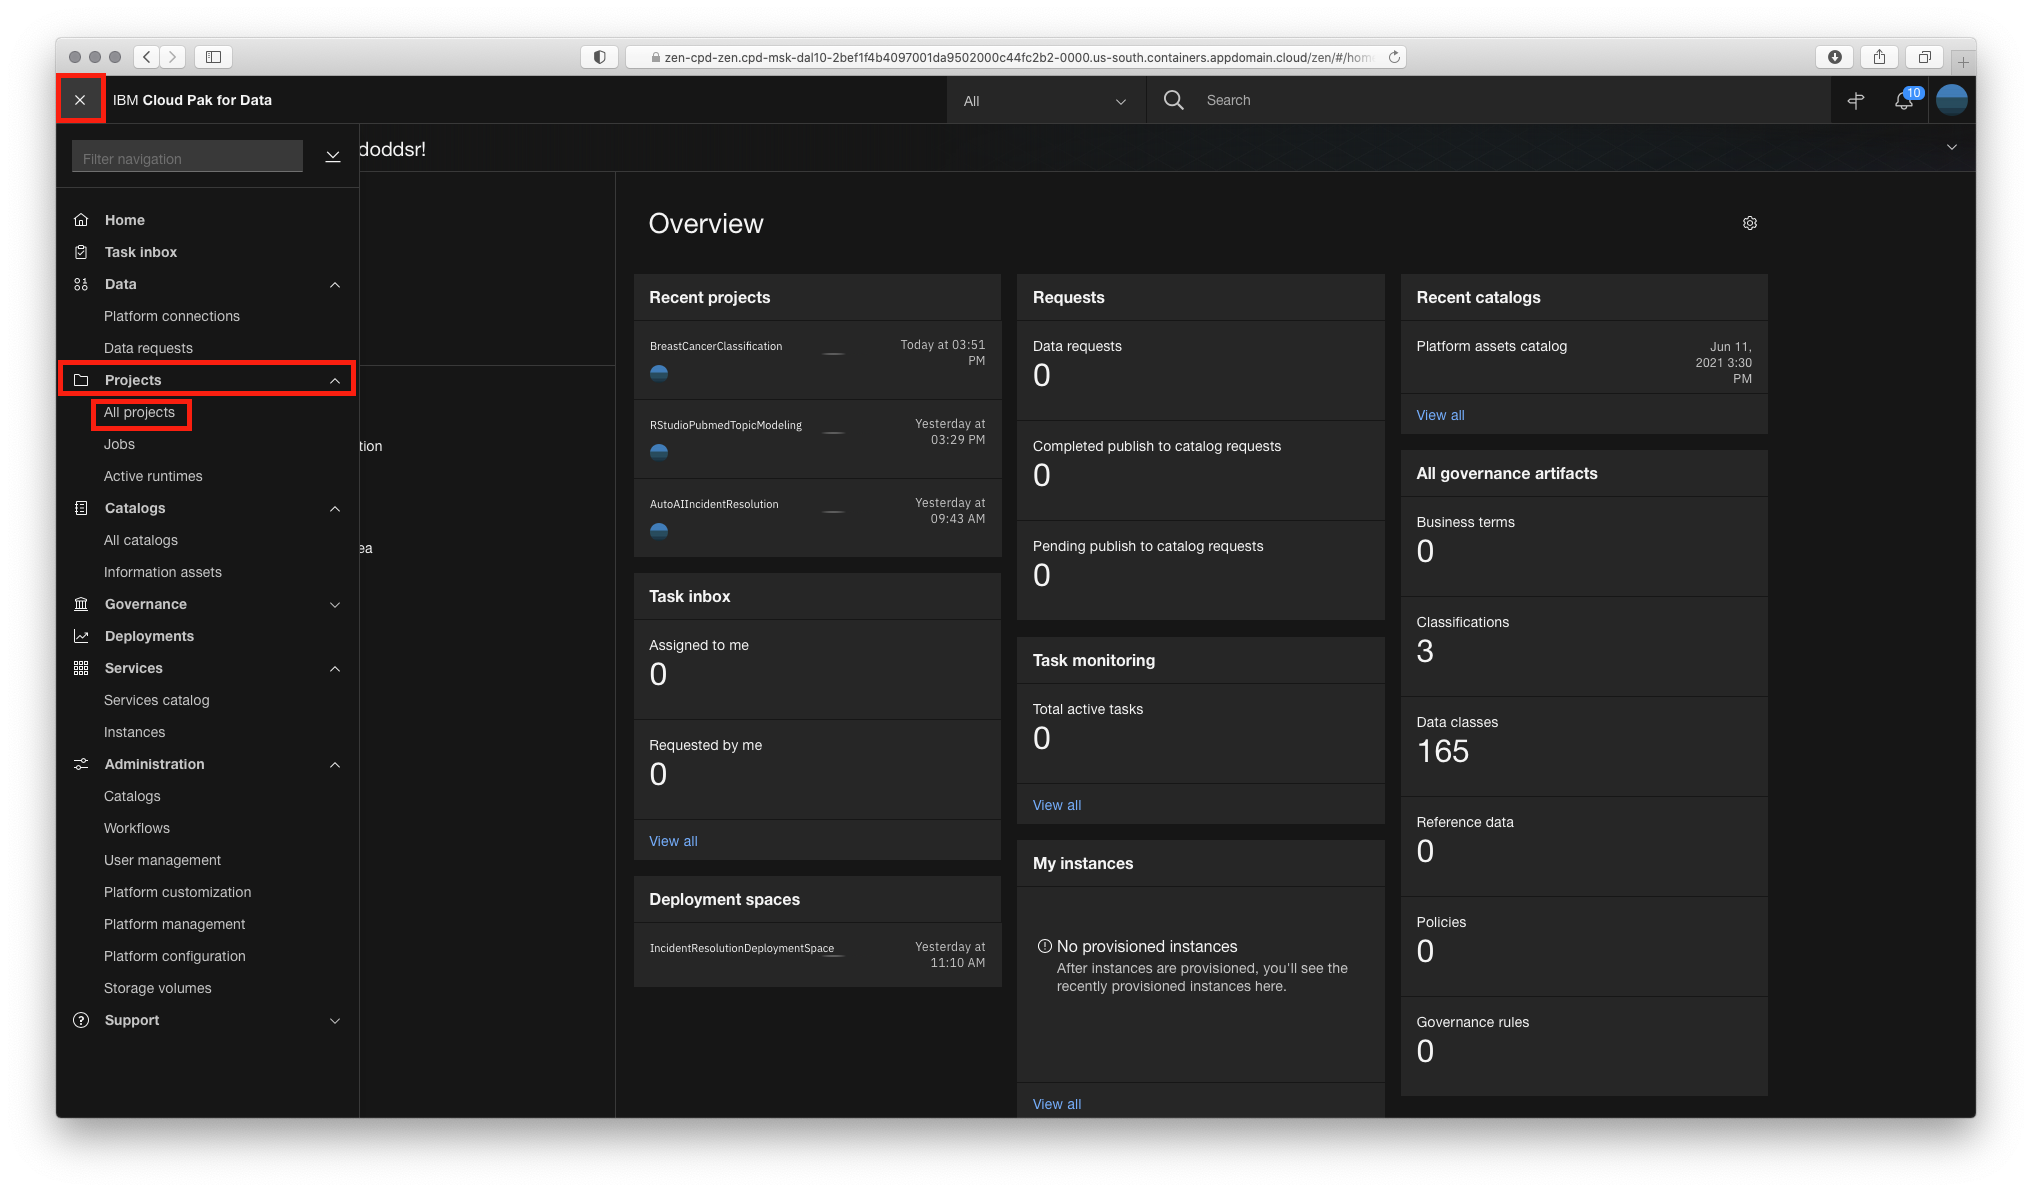 zen-cpd-zen.cpd-msk-dal10-2bef1f4b4097001da9502000c44fc2b2-0000.us-south.containers.appdomain.cloud/zen/#/hom
IBM Cloud Pak for Data
All
Search
10
Filter navigation
doddsr!
Home
Task inbox
Data
Platform connections
Data requests
Projects
All projects
Jobs
Active runtimes
Catalogs
All catalogs
Information assets
Governance
Deployments
Services
Services catalog
Instances
Administration
Catalogs
Workflows
User management
Platform customization
Platform management
Platform configuration
Storage volumes
Support
tion
ea
Overview
Recent projects
BreastCancerClassification
Today at 03:51
PM
RStudioPubmedTopicModeling
Yesterday at
03:29 PM
AutoAIIncidentResolution
Yesterday at
09:43 AM
Task inbox
Assigned to me
0
Requested by me
0
View all
Deployment spaces
IncidentResolutionDeploymentSpace
Yesterday at
11:10 AM
Requests
Data requests
0
Completed publish to catalog requests
0
Pending publish to catalog requests
0
Task monitoring
Total active tasks
0
View all
My instances
No provisioned instances
After instances are provisioned, you'll see the
recently provisioned instances here.
View all
Recent catalogs
Platform assets catalog
Jun 11,
2021 3:30
PM
View all
All governance artifacts
Business terms
0
Classifications
3
Data classes
165
Reference data
0
Policies
0
Governance rules
0